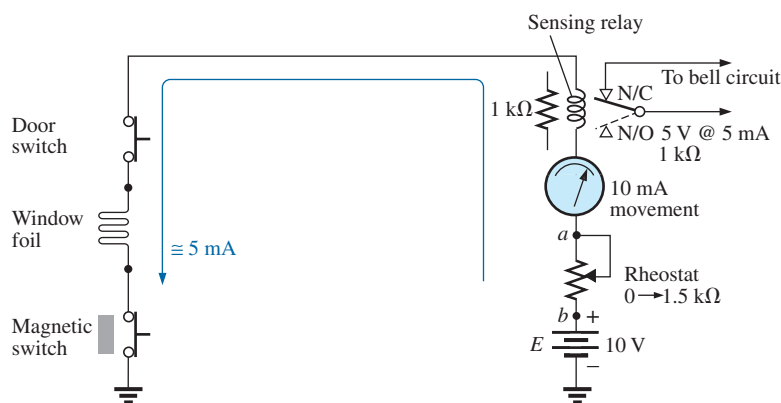 Sensing relay
To bell circuit
N/C
1 kΩ
N/O 5 V @ 5 mA
1 kΩ
Door
switch
10 mA
movement
Window
foil
≅ 5 mA
a
Rheostat
0 → 1.5 kΩ
Magnetic
switch
b +
E 10 V
–